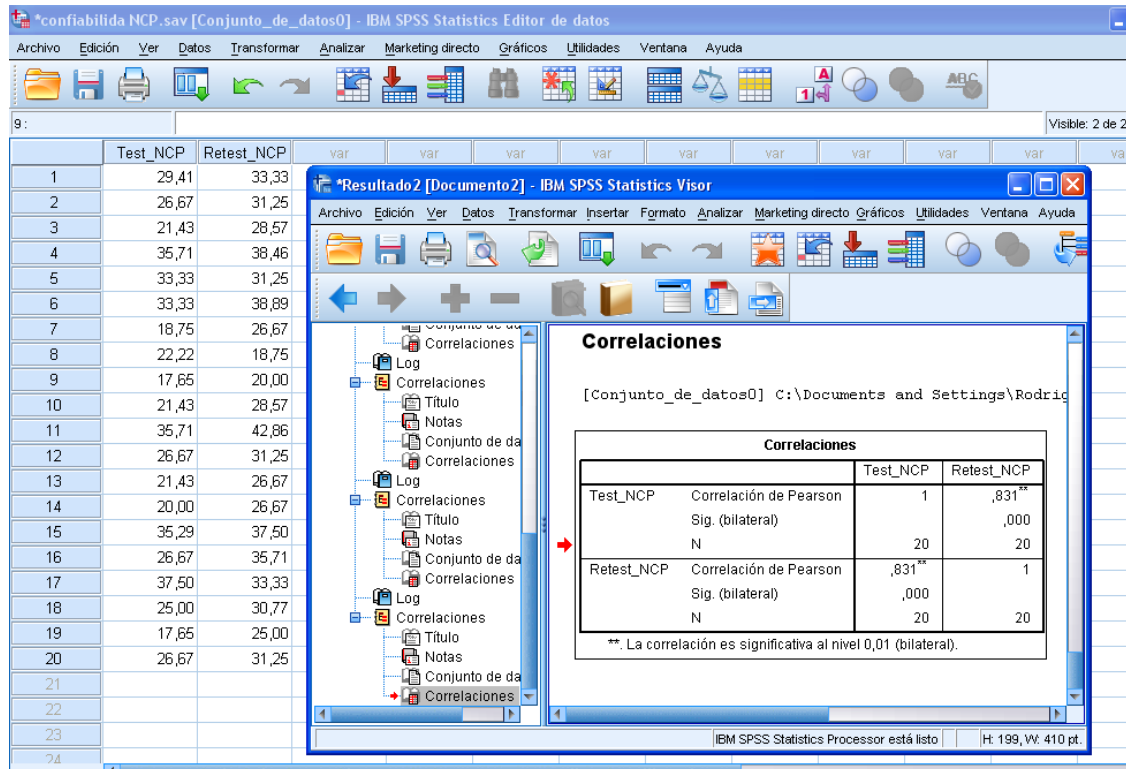 *confiabilida NCP.sav [Conjunto_de_datos0] - IBM SPSS Statistics Editor de datos
Archivo Edición Ver Datos Transformar Analizar Marketing directo Gráficos Utilidades Ventana Ayuda
A
1
ABC
9 :
Visible: 2 de 2
Test_NCP Retest_NCP var var var var var var var var
1 29,41 33,33
2 26,67 31,25
3 21,43 28,57
4 35,71 38,46
5 33,33 31,25
6 33,33 38,89
7 18,75 26,67
8 22,22 18,75
9 17,65 20,00
10 21,43 28,57
11 35,71 42,86
12 26,67 31,25
13 21,43 26,67
14 20,00 26,67
15 35,29 37,50
16 26,67 35,71
17 37,50 33,33
18 25,00 30,77
19 17,65 25,00
20 26,67 31,25
21
22
23
24
*Resultado2 [Documento2] - IBM SPSS Statistics Visor
Archivo Edición Ver Datos Transformar Insertar Formato Analizar Marketing directo Gráficos Utilidades Ventana Ayuda
Conjunto de da
Correlaciones
Log
Correlaciones
Título
Notas
Conjunto de da
Correlaciones
Log
Correlaciones
Título
Notas
Conjunto de da
Correlaciones
Log
Correlaciones
Título
Notas
Conjunto de da
Correlaciones
Correlaciones
[Conjunto_de_datos0] C:\Documents and Settings\Rodrig
Correlaciones
Test_NCP Retest_NCP
Test_NCP Correlación de Pearson 1 ,831**
Sig. (bilateral) ,000
N 20 20
Retest_NCP Correlación de Pearson ,831** 1
Sig. (bilateral) ,000
N 20 20
**. La correlación es significativa al nivel 0,01 (bilateral).
IBM SPSS Statistics Processor está listo H: 199, W: 410 pt.